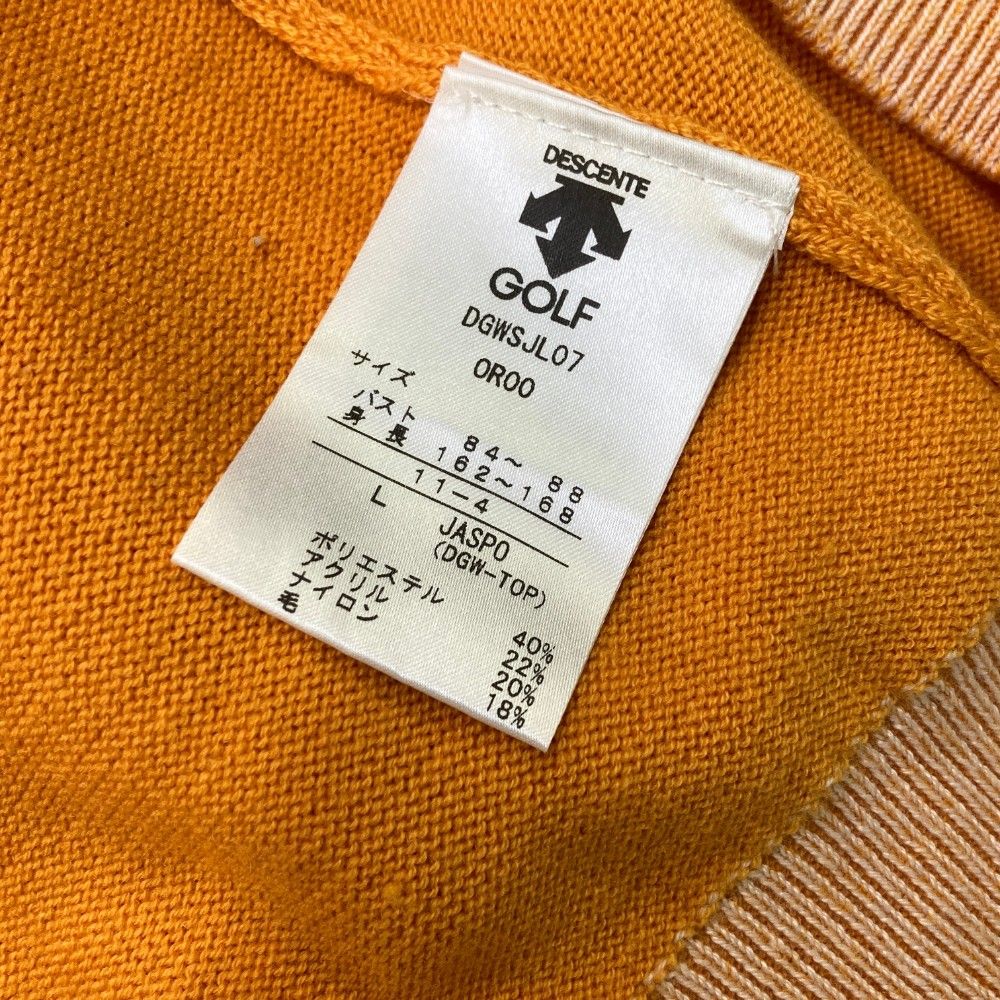 DESCENTE
GOLF
DGWSJL07
OR00
サイズ
バスト 84～ 88
身長 162～168
11-4
L JASPO
(DGW-TOP)
ポリエステル 40%
アクリル 22%
ナイロン 20%
毛 18%